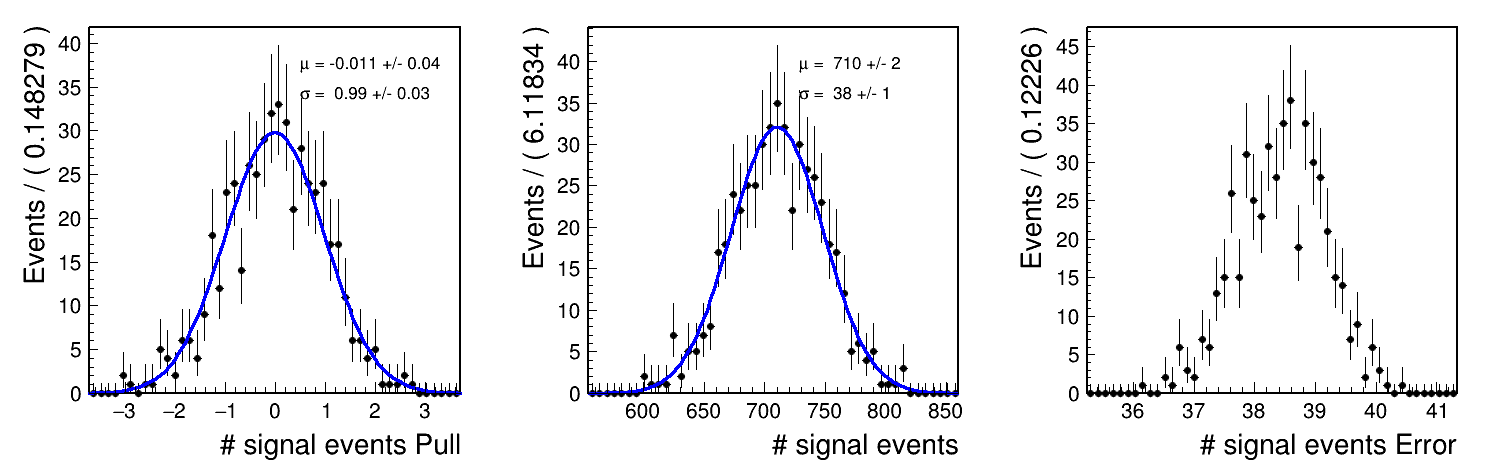 Events / ( 0.148279 )
40
35
30
25
20
15
10
5
0
μ = -0.011 +/- 0.04
σ = 0.99 +/- 0.03
−3 −2 −1 0 1 2 3
# signal events Pull
Events / ( 6.11834 )
40
35
30
25
20
15
10
5
0
μ = 710 +/- 2
σ = 38 +/- 1
600 650 700 750 800 850
# signal events
Events / ( 0.12226 )
45
40
35
30
25
20
15
10
5
0
36 37 38 39 40 41
# signal events Error